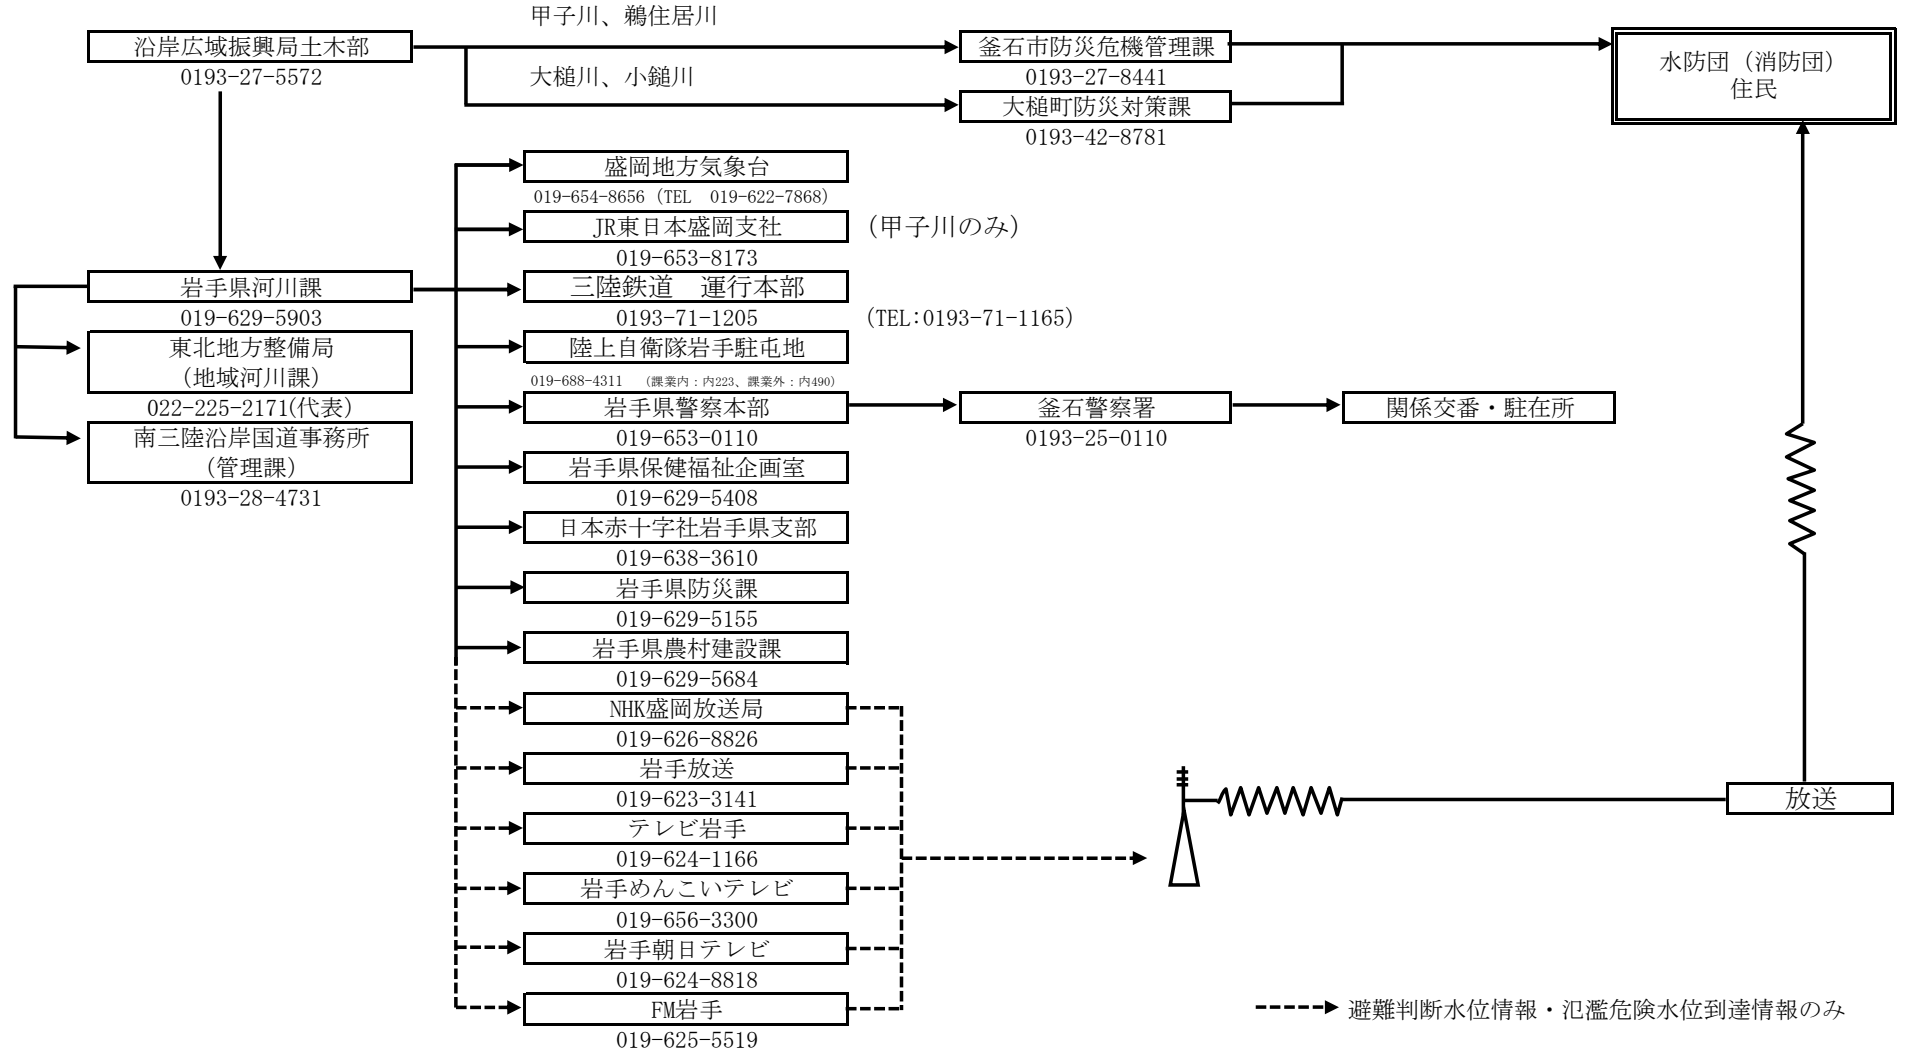 甲子川、鵜住居川
沿岸広域振興局土木部
0193-27-5572
大槌川、小鎚川
釜石市防災危機管理課
0193-27-8441
大槌町防災対策課
0193-42-8781
水防団（消防団）
住民
盛岡地方気象台
019-654-8656（TEL　019-622-7868）
JR東日本盛岡支社
（甲子川のみ）
019-653-8173
岩手県河川課
019-629-5903
三陸鉄道　運行本部
0193-71-1205
（TEL:0193-71-1165）
東北地方整備局
（地域河川課）
022-225-2171(代表)
陸上自衛隊岩手駐屯地
019-688-4311　（課業内：内223、課業外：内490）
南三陸沿岸国道事務所
（管理課）
0193-28-4731
岩手県警察本部
019-653-0110
釜石警察署
0193-25-0110
関係交番・駐在所
岩手県保健福祉企画室
019-629-5408
日本赤十字社岩手県支部
019-638-3610
岩手県防災課
019-629-5155
岩手県農村建設課
019-629-5684
NHK盛岡放送局
019-626-8826
岩手放送
019-623-3141
テレビ岩手
019-624-1166
岩手めんこいテレビ
019-656-3300
岩手朝日テレビ
019-624-8818
FM岩手
019-625-5519
放送
避難判断水位情報・氾濫危険水位到達情報のみ